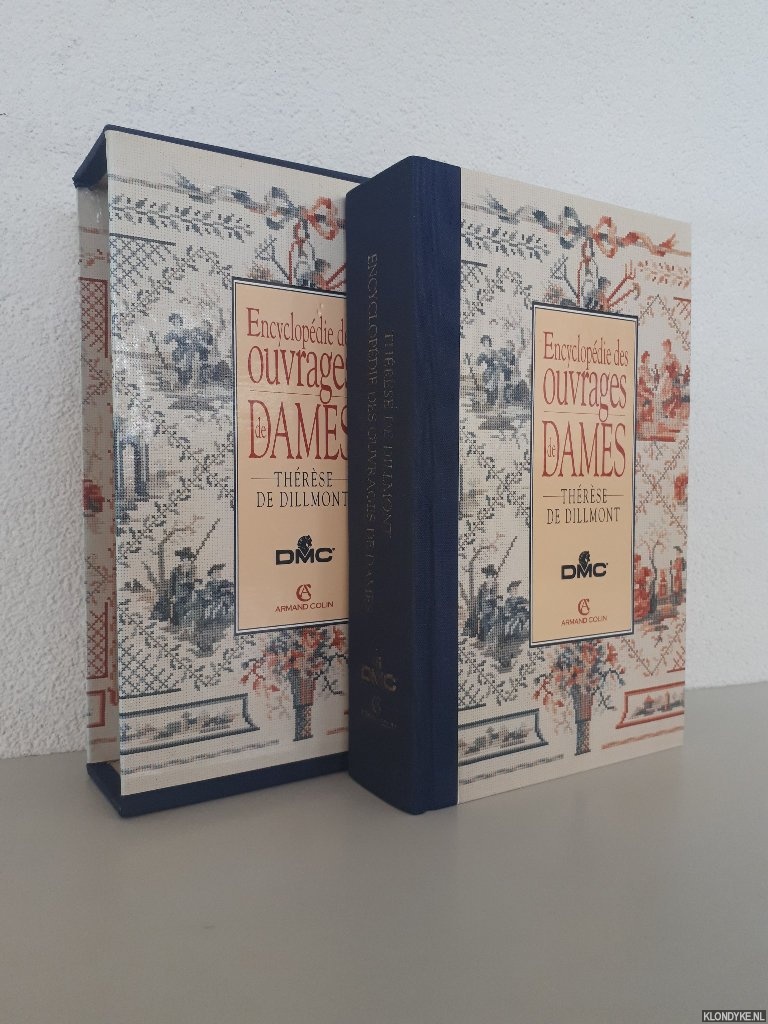 Encyclopédie de
ouvrages
de DAMES
THÉRÈSE
DE DILLMONT
DMC
ARMAND COLIN
THÉRÈSE DE DILLMONT
ENCYCLOPÉDIE DES OUVRAGES DE DAMES
DMC
Encyclopédie des
ouvrages
de DAMES
THÉRÈSE
DE DILLMONT
DMC
ARMAND COLIN
KLONDYKE.NL